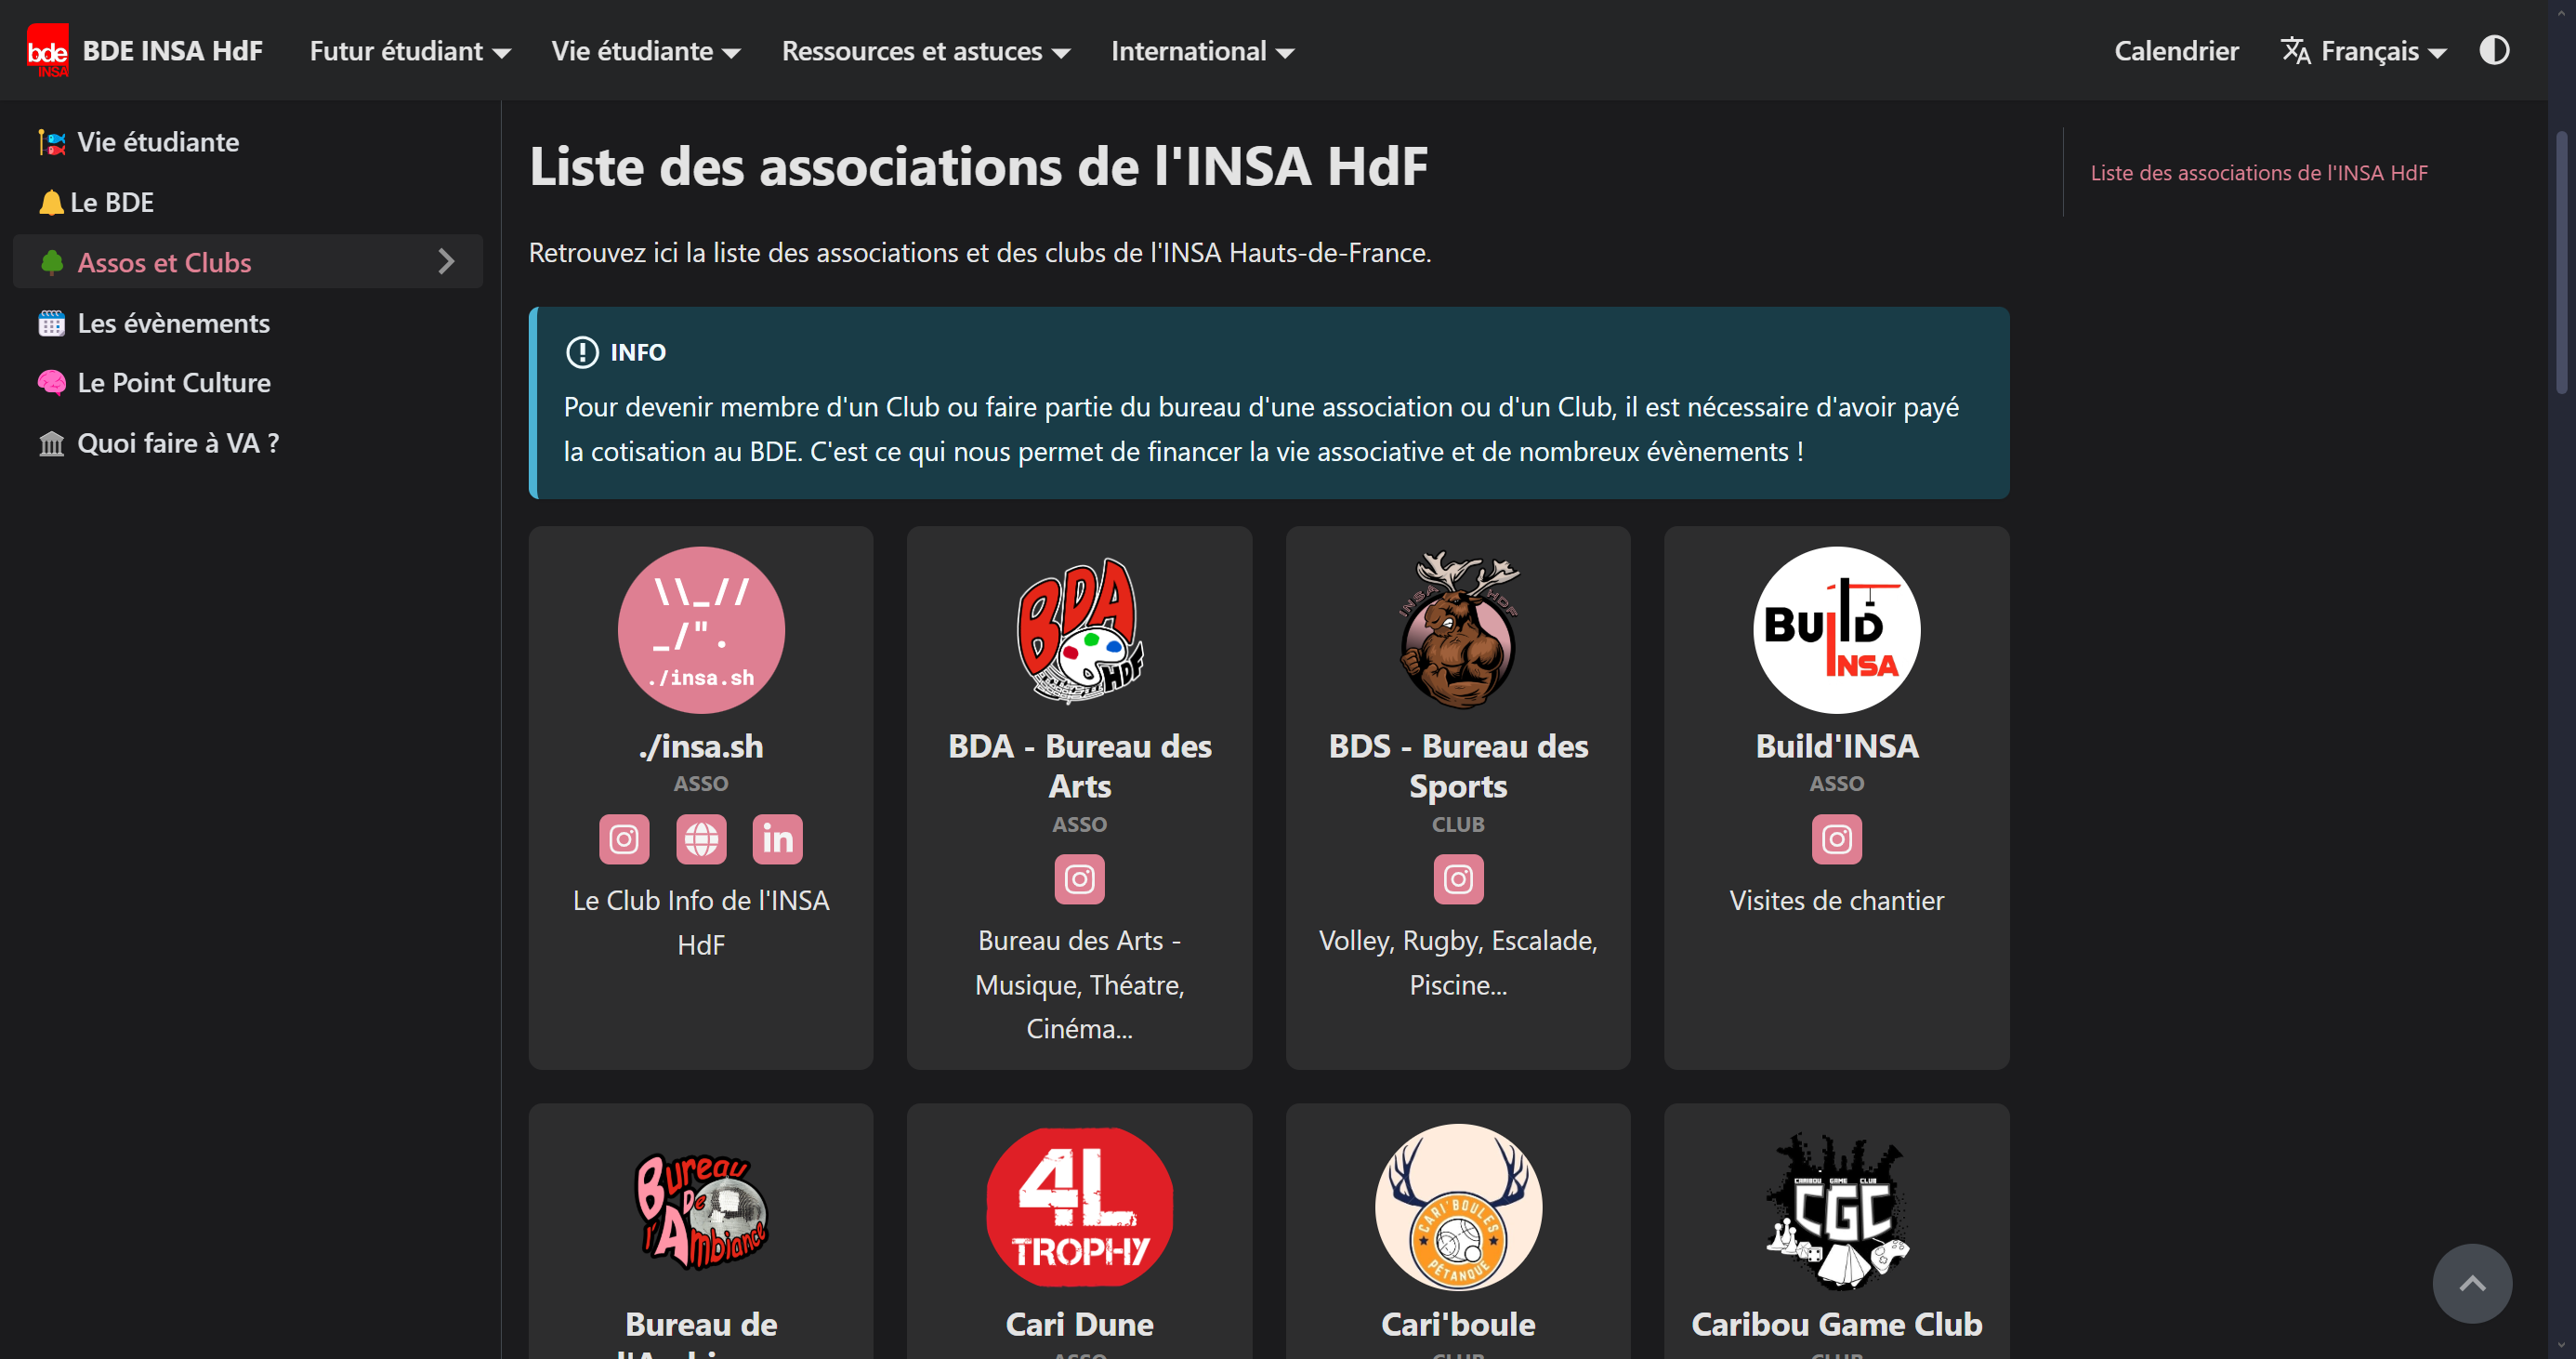 bde
INSA
BDE INSA HdF
Futur étudiant
Vie étudiante
Ressources et astuces
International
Calendrier
Français
Vie étudiante
Le BDE
Assos et Clubs
Les évènements
Le Point Culture
Quoi faire à VA ?
Liste des associations de l'INSA HdF
Retrouvez ici la liste des associations et des clubs de l'INSA Hauts-de-France.
Liste des associations de l'INSA HdF
INFO
Pour devenir membre d'un Club ou faire partie du bureau d'une association ou d'un Club, il est nécessaire d'avoir payé
la cotisation au BDE. C'est ce qui nous permet de financer la vie associative et de nombreux évènements !
\\_//
_/".
./insa.sh
./insa.sh
ASSO
Le Club Info de l'INSA
HdF
BDA
HDF
BDA - Bureau des
Arts
ASSO
Bureau des Arts -
Musique, Théatre,
Cinéma...
INSA HDF
BDS - Bureau des
Sports
CLUB
Volley, Rugby, Escalade,
Piscine...
BuilD
INSA
Build'INSA
ASSO
Visites de chantier
Bureau
De
l'Ambiance
Bureau de
l'Ambiance
4L
TROPHY
Cari Dune
ASSO
CARI'BOULES
PÉTANQUE
Cari'boule
CLUB
CARIBOU GAME CLUB
CGC
Caribou Game Club
CLUB